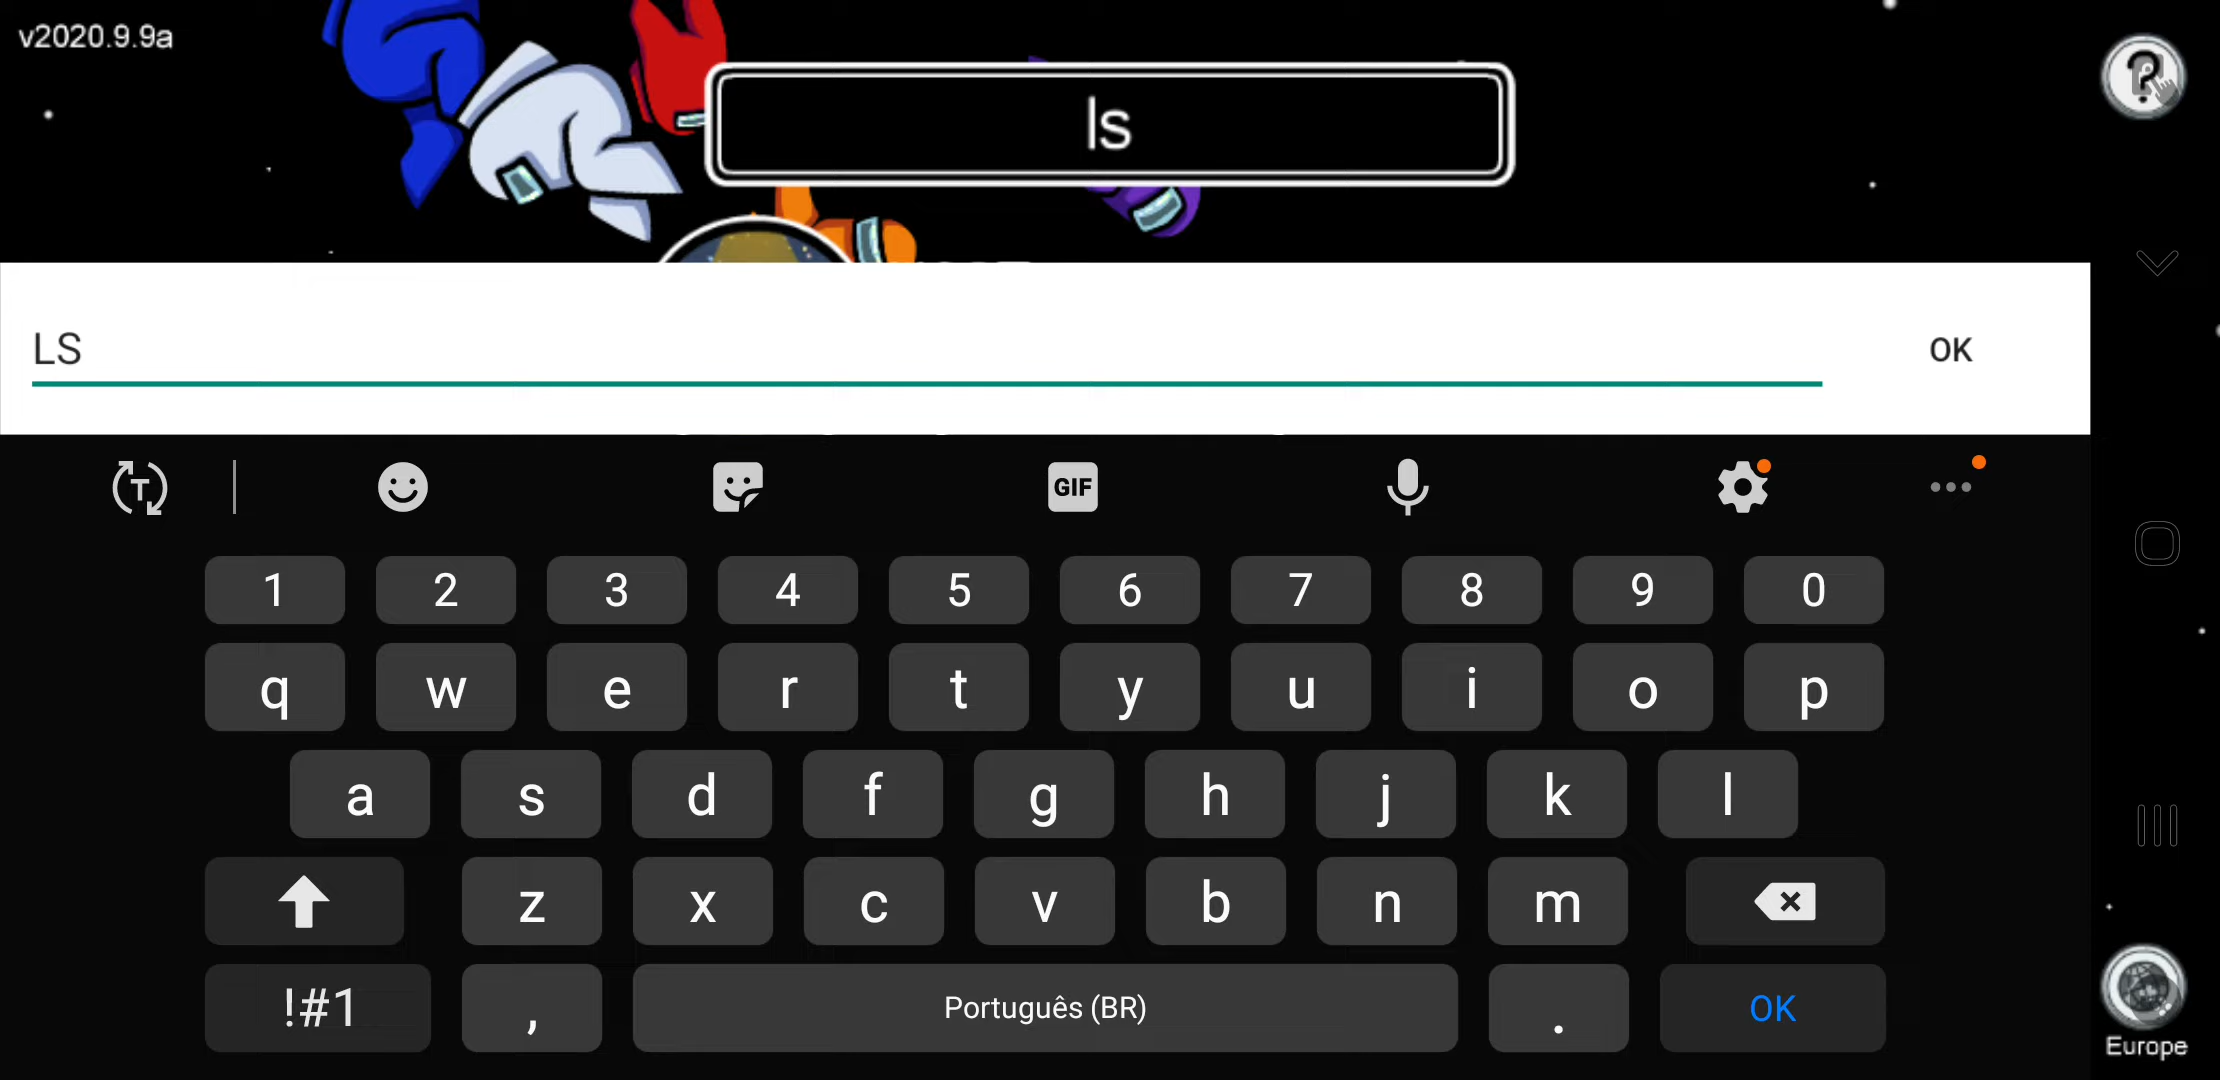 v2020.9.9a
ls
LS
OK
T
GIF
1 2 3 4 5 6 7 8 9 0
q w e r t y u i o p
a s d f g h j k l
z x c v b n m
!#1 , Português (BR) . OK
?
Europe